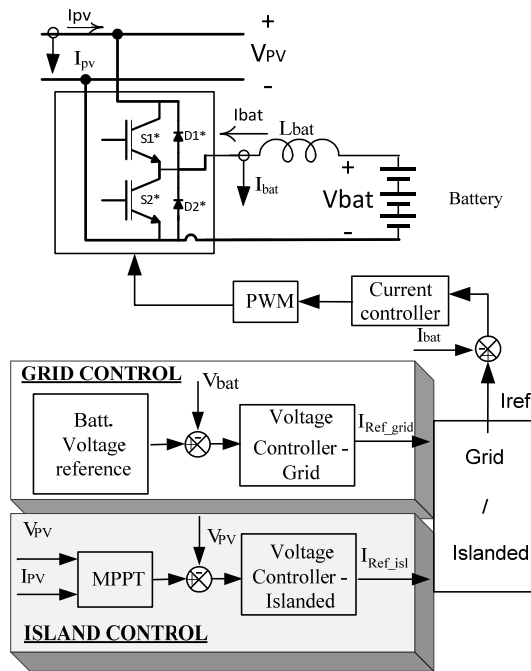 Ipv
+
Ipv
VPV
-
S1*
D1*
S2*
D2*
Ibat
Lbat
Ibat
+
Vbat
-
Battery
PWM
Current
controller
Ibat
-
Iref
GRID CONTROL
Vbat
Batt.
Voltage
reference
-
Voltage
Controller-
Grid
IRef_grid
Grid
/
Islanded
VPV
IPV
MPPT
VPV
-
Voltage
Controller -
Islanded
IRef_isl
ISLAND CONTROL